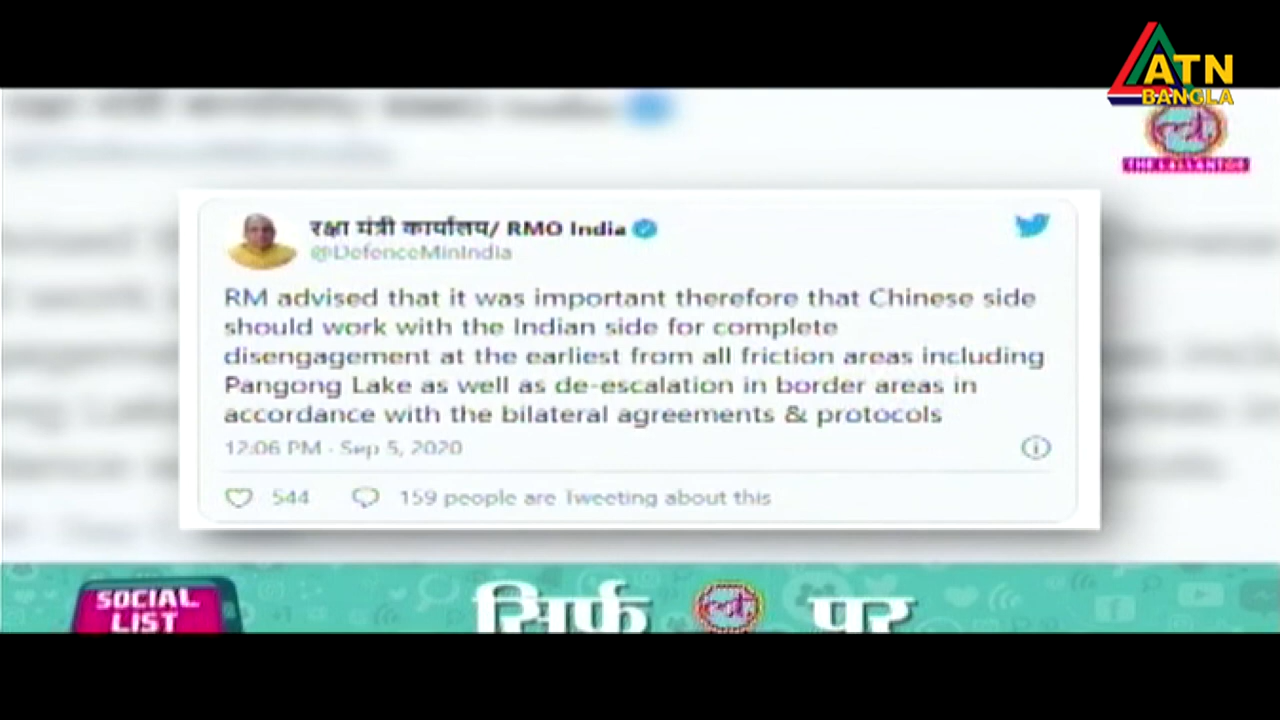 ATN
BANGLA
THE LALLANTOP
रक्षा मंत्री कार्यालय/ RMO India
@DefenceMinIndia
RM advised that it was important therefore that Chinese side
should work with the Indian side for complete
disengagement at the earliest from all friction areas including
Pangong Lake as well as de-escalation in border areas in
accordance with the bilateral agreements & protocols
12:06 PM · Sep 5, 2020
544 159 people are Tweeting about this
SOCIAL
LIST
सिर्फ पर